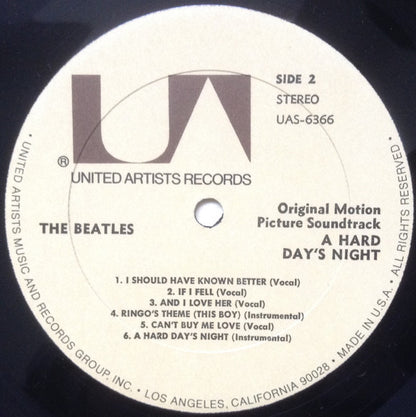 UA
SIDE 2
STEREO
UAS-6366
®
UNITED ARTISTS RECORDS
THE BEATLES
Original Motion
Picture Soundtrack
A HARD
DAY'S NIGHT
1. I SHOULD HAVE KNOWN BETTER (Vocal)
2. IF I FELL (Vocal)
3. AND I LOVE HER (Vocal)
4. RINGO'S THEME (THIS BOY) (Instrumental)
5. CAN'T BUY ME LOVE (Vocal)
6. A HARD DAY'S NIGHT (Instrumental)
• UNITED ARTISTS MUSIC AND RECORDS GROUP, INC. • LOS ANGELES, CALIFORNIA 90028 • MADE IN U.S.A. • ALL RIGHTS RESERVED